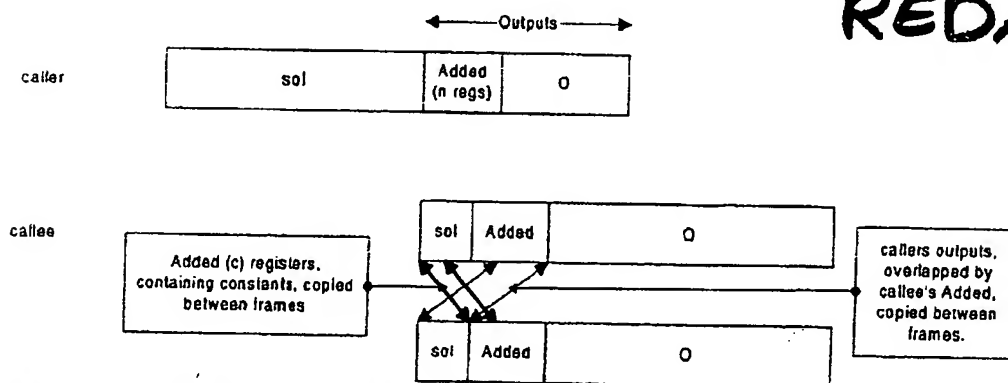 Outputs
REDA
caller
sol
Added
(n regs)
O
callee
sol
Added
O
Added (c) registers,
containing constants, copied
between frames
callers outputs,
overlapped by
callee's Added,
copied between
frames.
sol
Added
O